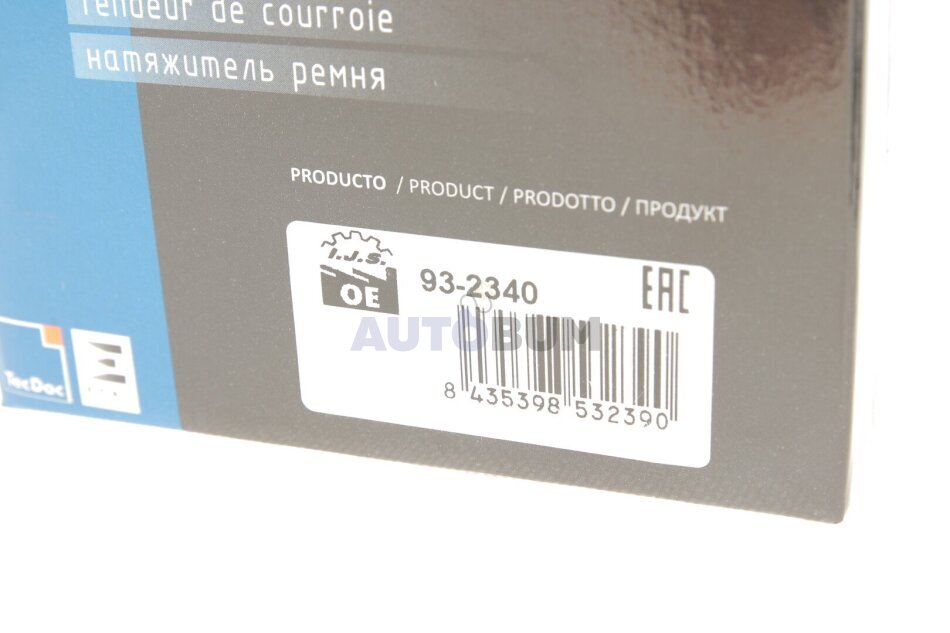 tendeur de courroie
натяжитель ремня
PRODUCTO / PRODUCT / PRODOTTO / ПРОДУКТ
I.J.S.
OE
93-2340
EAC
AUTOBUM
8 435398 532390
TecDoc